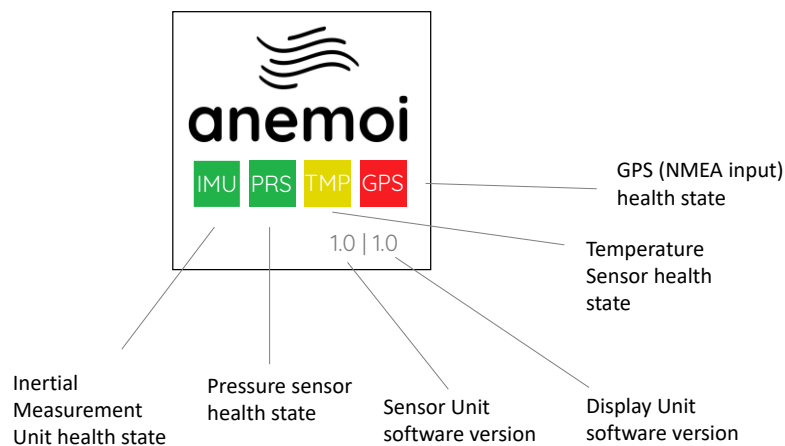 anemoi
IMU PRS TMP GPS
1.0 | 1.0
GPS (NMEA input)
health state
Temperature
Sensor health
state
Inertial
Measurement
Unit health state
Pressure sensor
health state
Sensor Unit
software version
Display Unit
software version